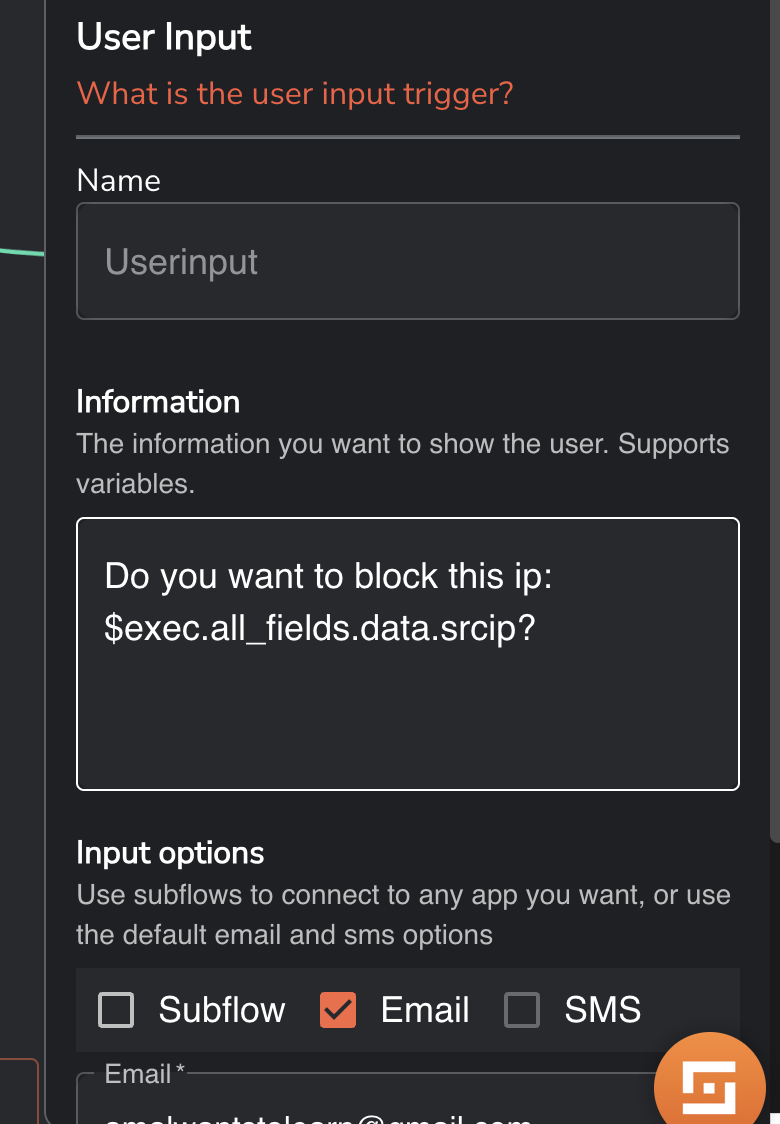 User Input
What is the user input trigger?
Name
Userinput
Information
The information you want to show the user. Supports
variables.
Do you want to block this ip:
$exec.all_fields.data.srcip?
Input options
Use subflows to connect to any app you want, or use
the default email and sms options
Subflow Email SMS
Email *